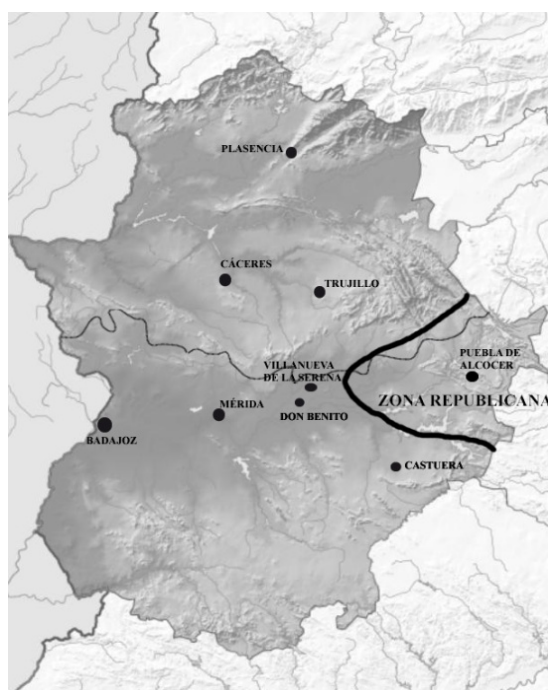 PLASENCIA
CÁCERES
TRUJILLO
VILLANUEVA
DE LA SERENA
PUEBLA DE
ALCOCER
ZONA REPUBLICANA
MÉRIDA
DON BENITO
BADAJOZ
CASTUERA